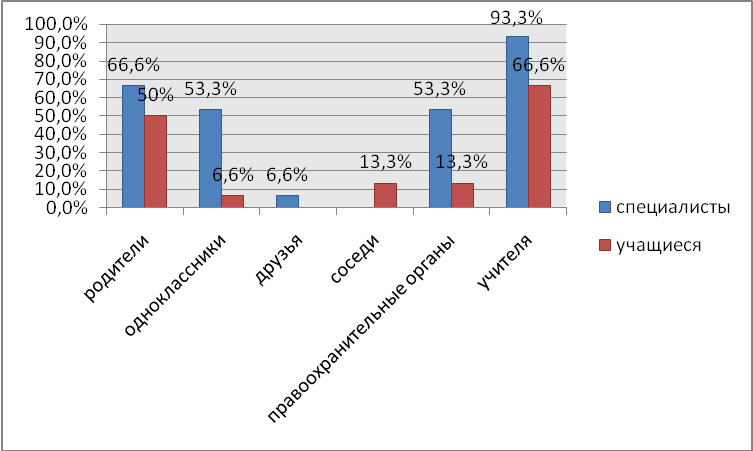 100,0%
90,0%
80,0%
70,0%
60,0%
50,0%
40,0%
30,0%
20,0%
10,0%
0,0%
66,6%
50%
53,3%
6,6%
6,6%
13,3%
53,3%
13,3%
93,3%
66,6%
родители
одноклассники
друзья
соседи
правоохранительные органы
учителя
специалисты
учащиеся